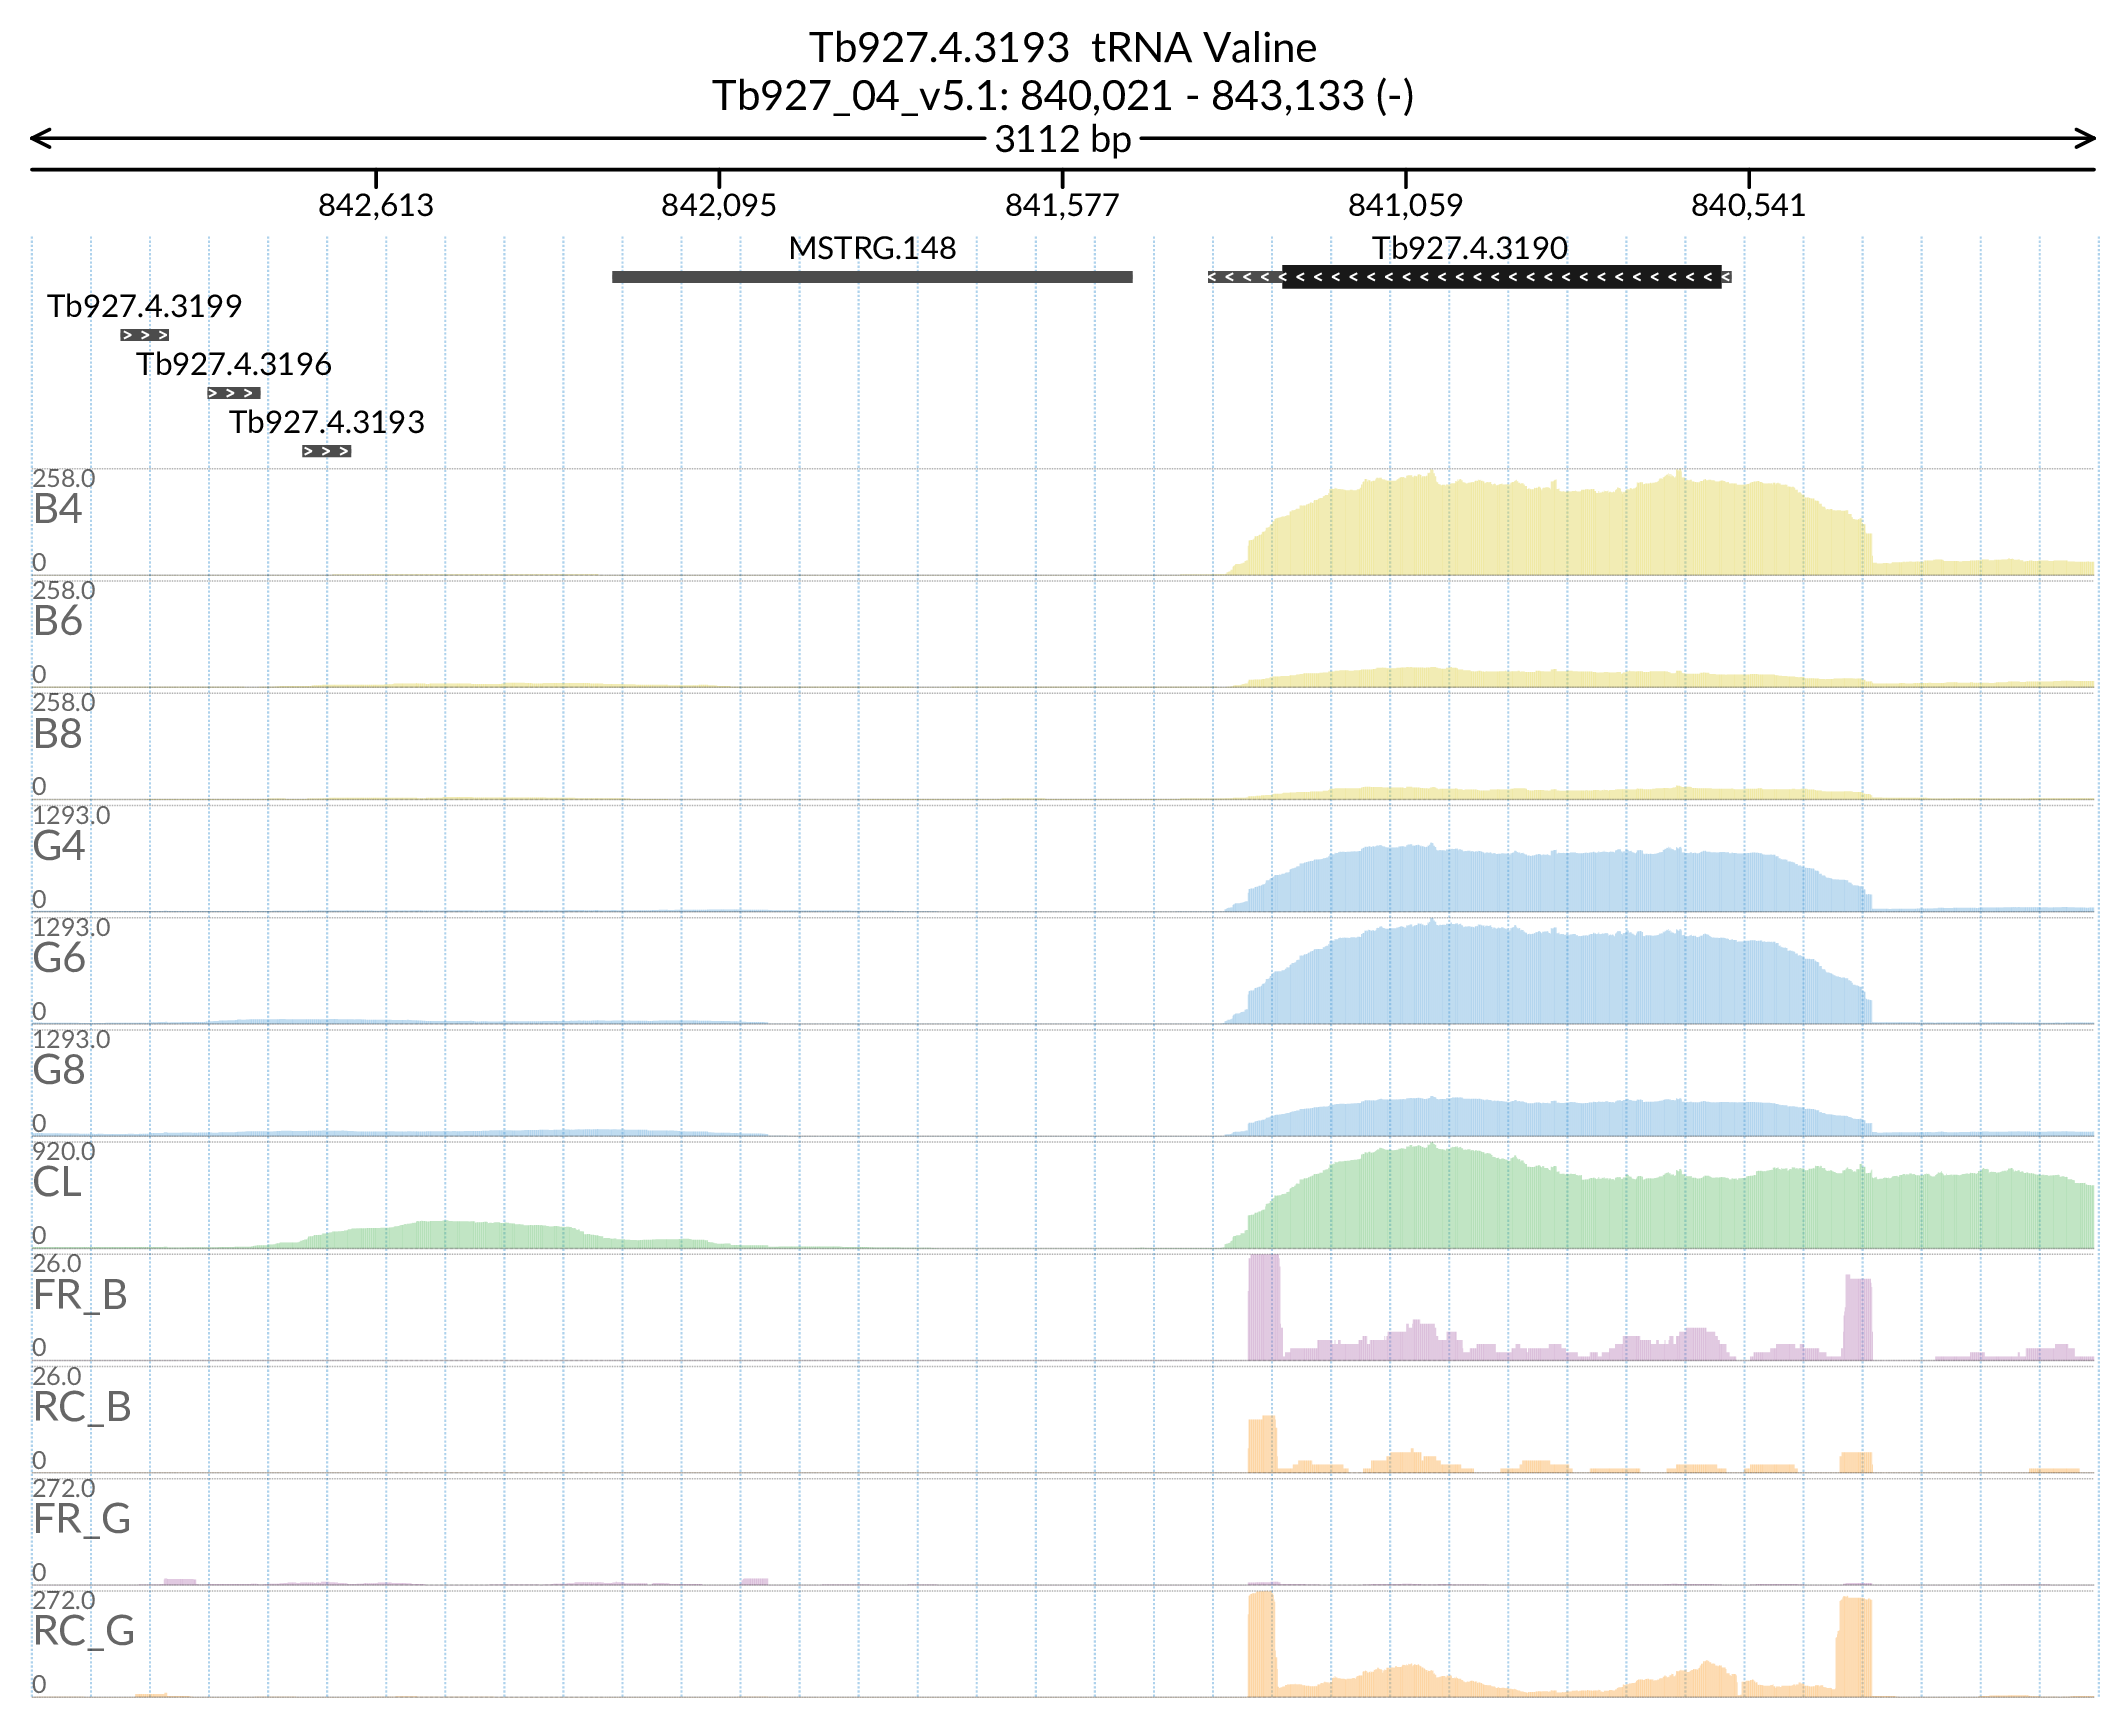 Tb927.4.3193  tRNA Valine
Tb927_04_v5.1: 840,021 - 843,133 (-)
3112 bp
842,613 842,095 841,577 841,059 840,541
MSTRG.148 Tb927.4.3190
Tb927.4.3199
Tb927.4.3196
Tb927.4.3193
258.0
B4
0
258.0
B6
0
258.0
B8
0
1293.0
G4
0
1293.0
G6
0
1293.0
G8
0
920.0
CL
0
26.0
FR_B
0
26.0
RC_B
0
272.0
FR_G
0
272.0
RC_G
0